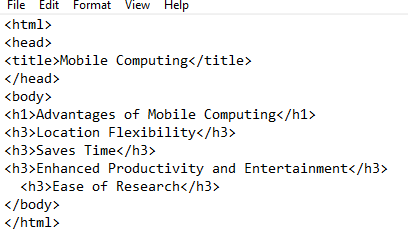 File Edit Format View Help
<html>
<head>
<title>Mobile Computing</title>
</head>
<body>
<h1>Advantages of Mobile Computing</h1>
<h3>Location Flexibility</h3>
<h3>Saves Time</h3>
<h3>Enhanced Productivity and Entertainment</h3>
  <h3>Ease of Research</h3>
</body>
</html>